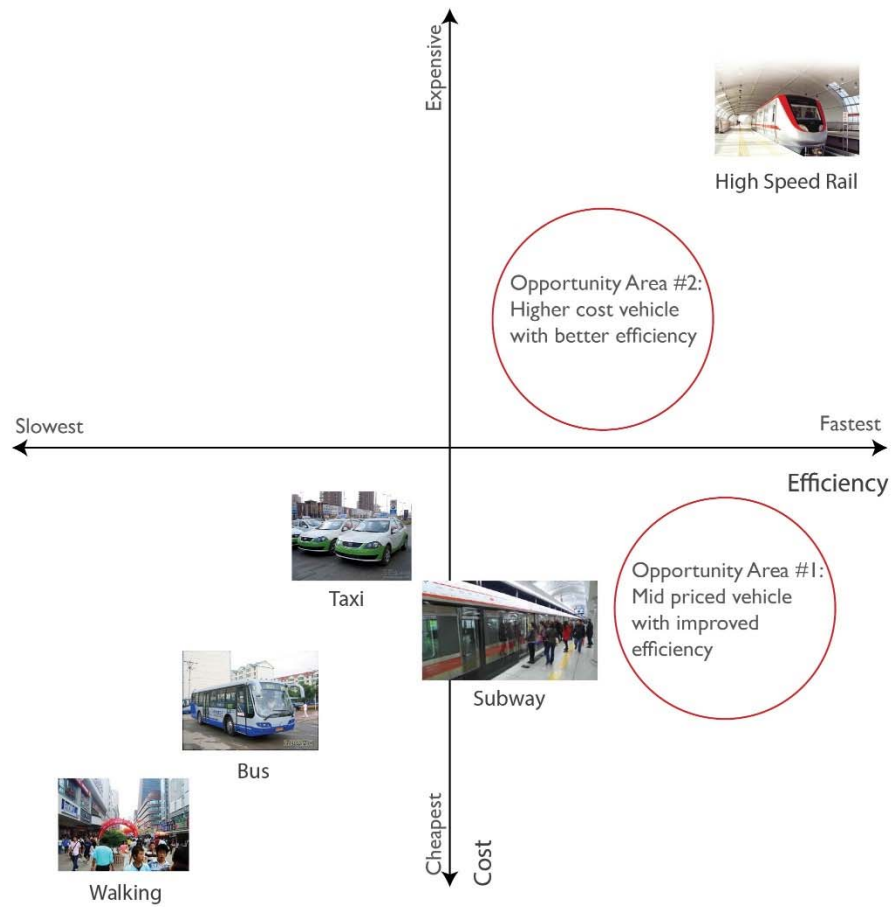 Expensive
High Speed Rail
Opportunity Area #2:
Higher cost vehicle
with better efficiency
Slowest
Fastest
Efficiency
Opportunity Area #1:
Mid priced vehicle
with improved
efficiency
Taxi
Subway
Bus
Cheapest
Cost
Walking